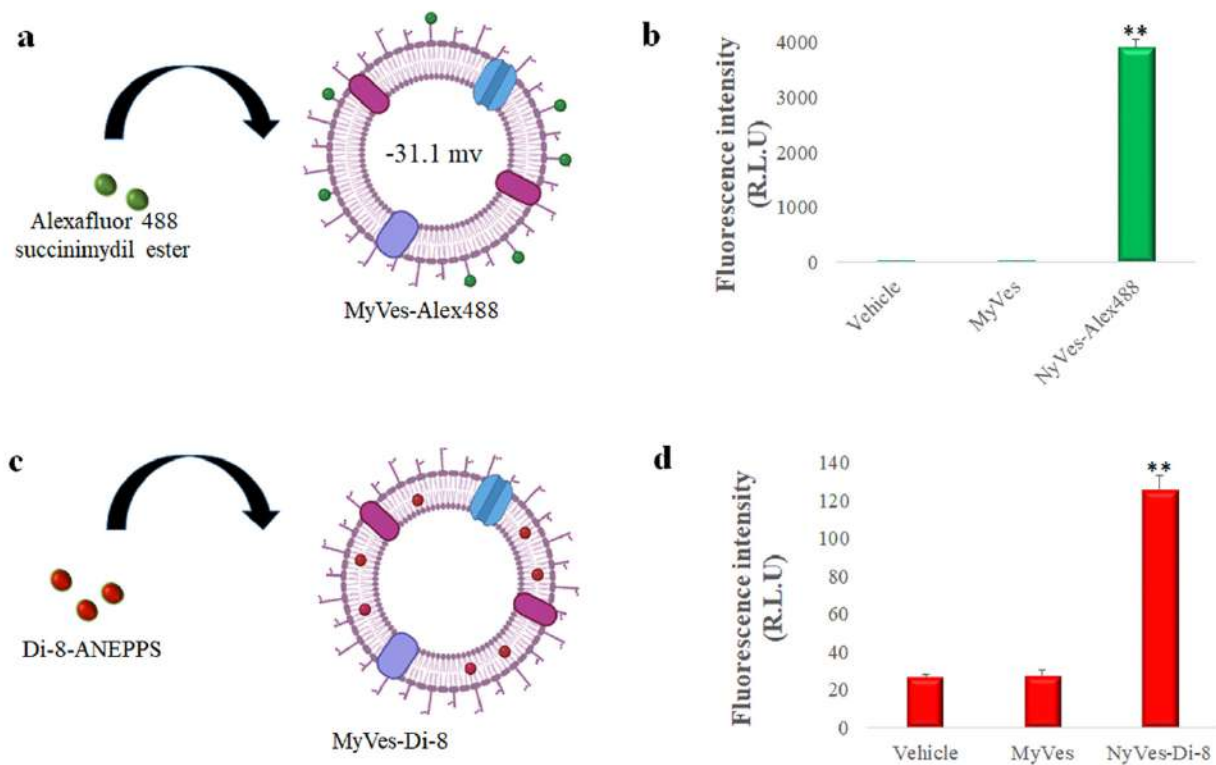 a
-31.1 mv
Alexafluor 488
succinimydil ester
MyVes-Alex488
b
Fluorescence intensity
(R.L.U)
4000
3000
2000
1000
0
**
Vehicle
MyVes
NyVes-Alex488
c
Di-8-ANEPPS
MyVes-Di-8
d
Fluorescence intensity
(R.L.U)
140
120
100
80
60
40
20
0
**
Vehicle
MyVes
NyVes-Di-8